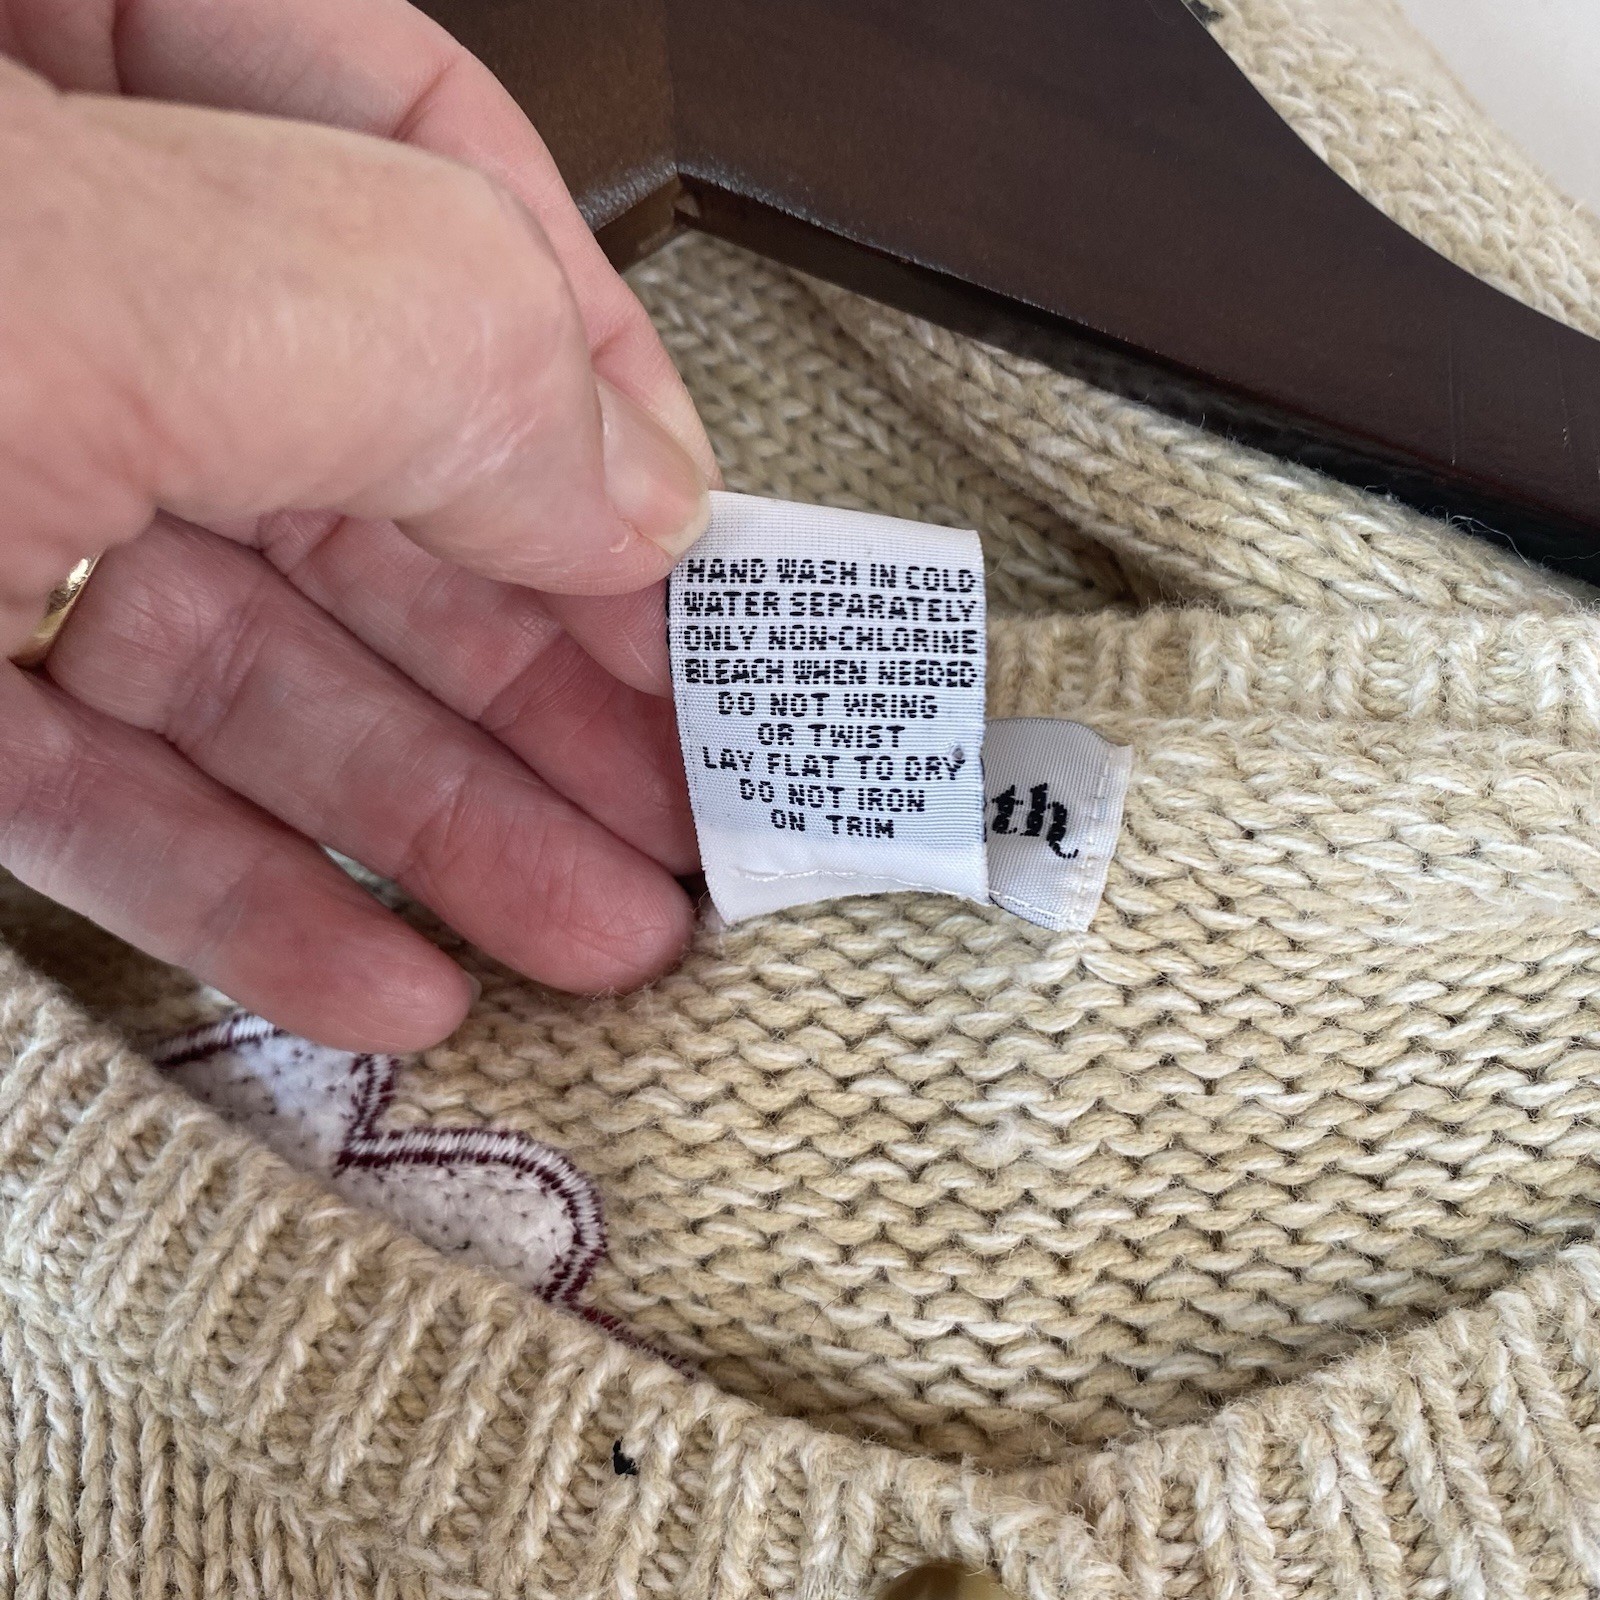 HAND WASH IN COLD
WATER SEPARATELY
ONLY NON-CHLORINE
BLEACH WHEN NEEDED
DO NOT WRING
OR TWIST
LAY FLAT TO DRY
DO NOT IRON
ON TRIM
th